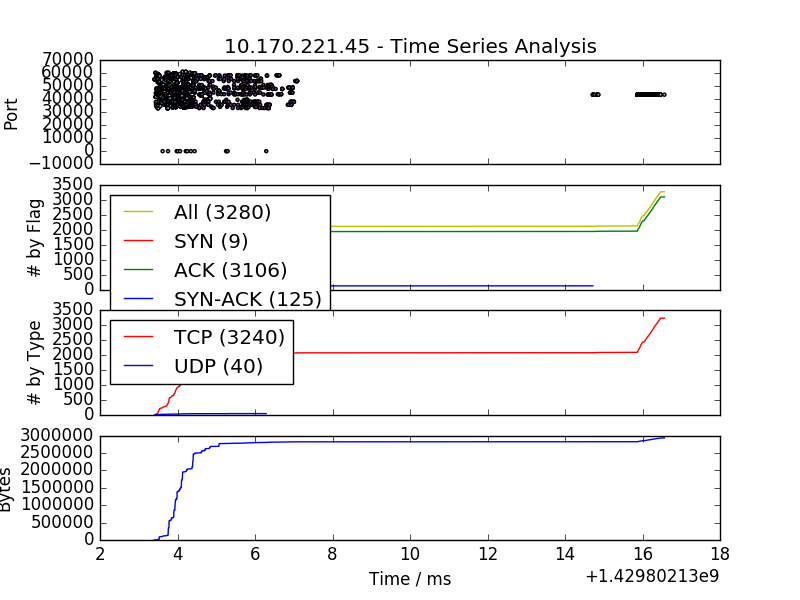 10.170.221.45 - Time Series Analysis
70000
60000
50000
40000
30000
20000
10000
0
−10000
Port
3500
3000
2500
2000
1500
1000
500
0
# by Flag
All (3280)
SYN (9)
ACK (3106)
SYN-ACK (125)
3500
3000
2500
2000
1500
1000
500
0
# by Type
TCP (3240)
UDP (40)
3000000
2500000
2000000
1500000
1000000
500000
0
Bytes
2 4 6 8 10 12 14 16 18
Time / ms
+1.42980213e9